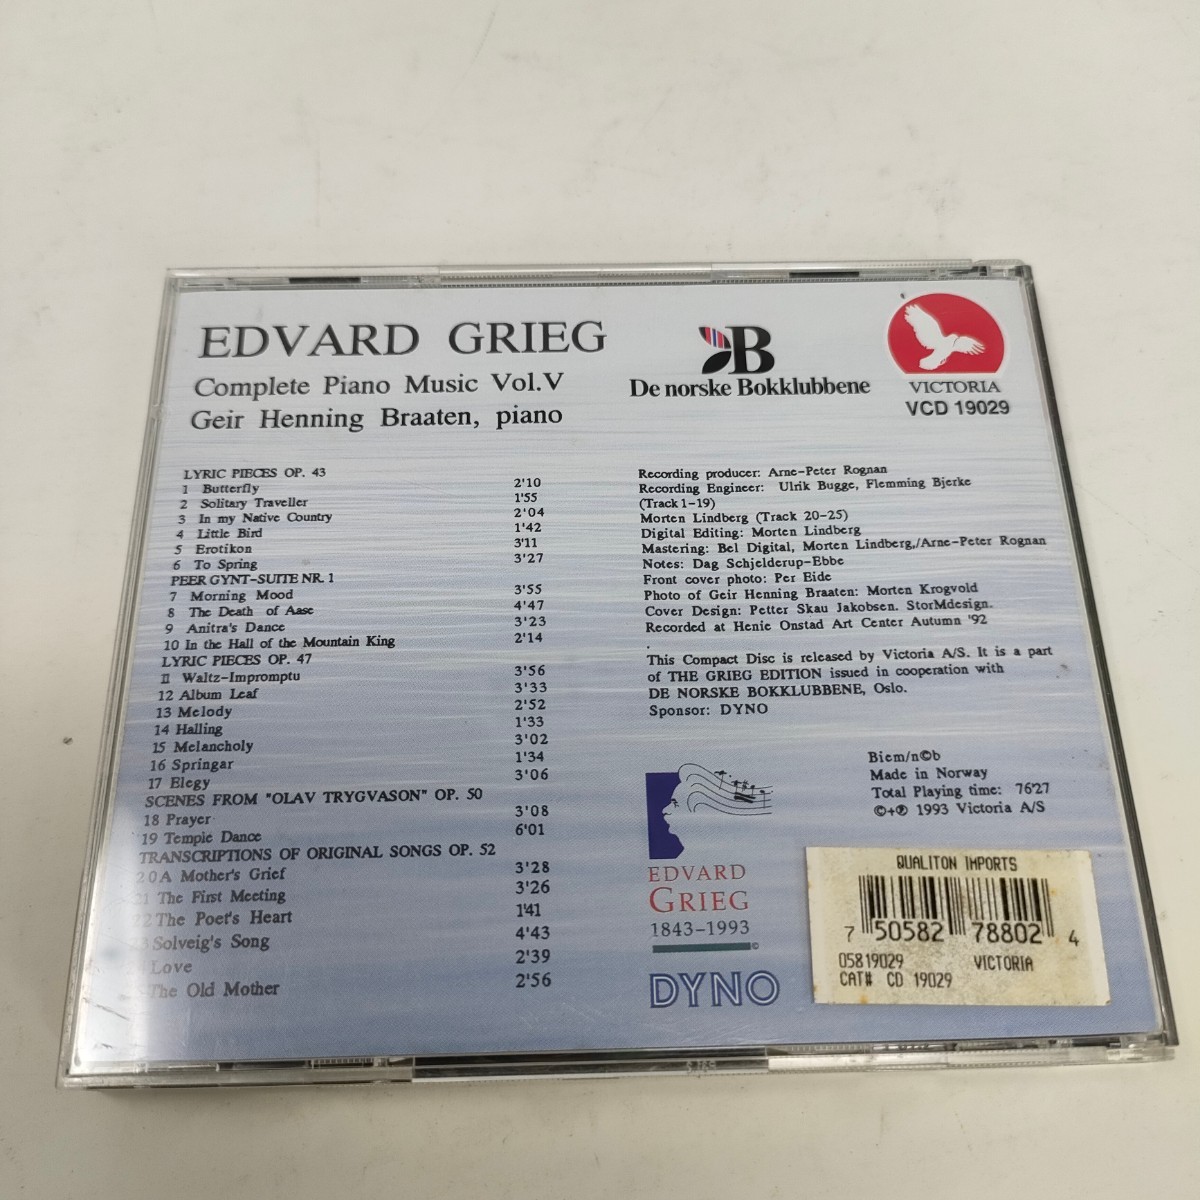 EDVARD GRIEG
Complete Piano Music Vol.V
Geir Henning Braaten, piano
B
De norske Bokklubbene
VICTORIA
VCD 19029
LYRIC PIECES OP. 43
1 Butterfly 2'10
2 Solitary Traveller 1'55
3 In my Native Country 2'04
4 Little Bird 1'42
5 Erotikon 3'11
6 To Spring 3'27
PEER GYNT-SUITE NR. 1
7 Morning Mood 3'55
8 The Death of Aase 4'47
9 Anitra's Dance 3'23
10 In the Hall of the Mountain King 2'14
LYRIC PIECES OP. 47
11 Waltz-Impromptu 3'56
12 Album Leaf 3'33
13 Melody 2'52
14 Halling 1'33
15 Melancholy 3'02
16 Springar 1'34
17 Elegy 3'06
SCENES FROM "OLAV TRYGVASON" OP. 50
18 Prayer 3'08
19 Temple Dance 6'01
TRANSCRIPTIONS OF ORIGINAL SONGS OP. 52
20 A Mother's Grief 3'28
21 The First Meeting 3'26
22 The Poet's Heart 1'41
23 Solveig's Song 4'43
Love 2'39
The Old Mother 2'56
Recording producer: Arne-Peter Rognan
Recording Engineer: Ulrik Bugge, Flemming Bjerke
(Track 1-19)
Morten Lindberg (Track 20-25)
Digital Editing: Morten Lindberg
Mastering: Bel Digital, Morten Lindberg,/Arne-Peter Rognan
Notes: Dag Schjelderup-Ebbe
Front cover photo: Per Eide
Photo of Geir Henning Braaten: Morten Krogvold
Cover Design: Petter Skau Jakobsen. StorMdesign.
Recorded at Henie Onstad Art Center Autumn '92
.
This Compact Disc is released by Victoria A/S. It is a part
of THE GRIEG EDITION issued in cooperation with
DE NORSKE BOKKLUBBENE, Oslo.
Sponsor: DYNO
Biem/n©b
Made in Norway
Total Playing time: 76'27
©+℗ 1993 Victoria A/S
EDVARD
GRIEG
1843-1993
©
DYNO
QUALITON IMPORTS
7 50582 78802 4
05819029 VICTORIA
CAT# CD 19029